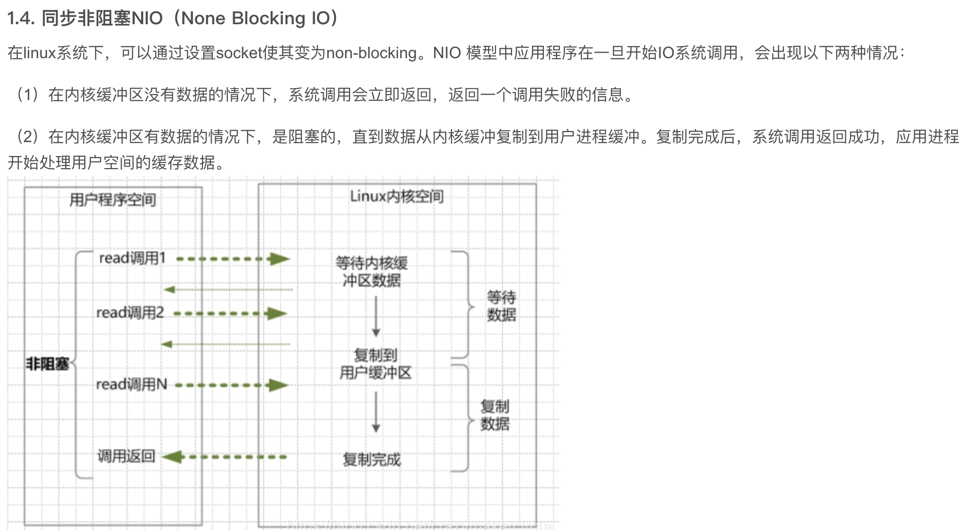 1.4. 同步非阻塞NIO（None Blocking IO）
在linux系统下，可以通过设置socket使其变为non-blocking。NIO 模型中应用程序在一旦开始IO系统调用，会出现以下两种情况：
（1）在内核缓冲区没有数据的情况下，系统调用会立即返回，返回一个调用失败的信息。
（2）在内核缓冲区有数据的情况下，是阻塞的，直到数据从内核缓冲复制到用户进程缓冲。复制完成后，系统调用返回成功，应用进程
开始处理用户空间的缓存数据。
用户程序空间
Linux内核空间
read调用1
等待内核缓
冲区数据
read调用2
等待
数据
复制到
用户缓冲区
非阻塞
read调用N
复制
数据
调用返回
复制完成